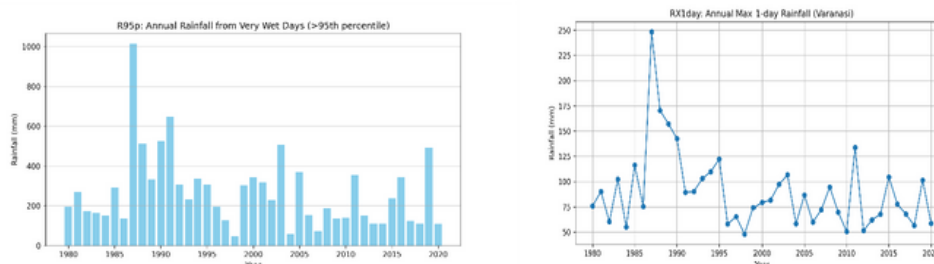 R95p: Annual Rainfall from Very Wet Days (>95th percentile)
Rainfall (mm)
1000
800
600
400
200
0
1980 1985 1990 1995 2000 2005 2010 2015 2020
Year
RX1day: Annual Max 1-day Rainfall (Varanasi)
Rainfall (mm)
250
225
200
175
150
125
100
75
50
1980 1985 1990 1995 2000 2005 2010 2015
Year